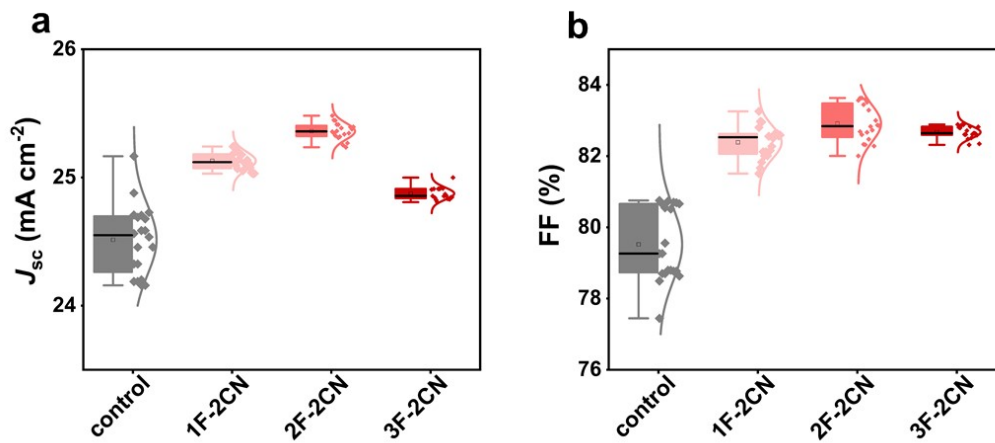 a
26
25
24
J_sc (mA cm⁻²)
control
1F-2CN
2F-2CN
3F-2CN
b
84
82
80
78
76
FF (%)
control
1F-2CN
2F-2CN
3F-2CN